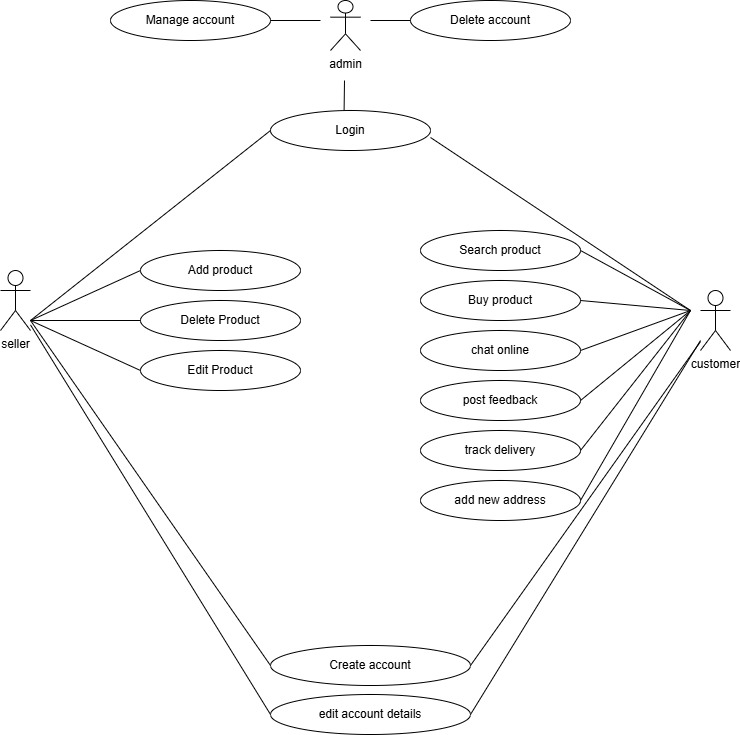 Manage account
Delete account
admin
Login
Search product
Add product
Buy product
Delete Product
seller
chat online
customer
Edit Product
post feedback
track delivery
add new address
Create account
edit account details